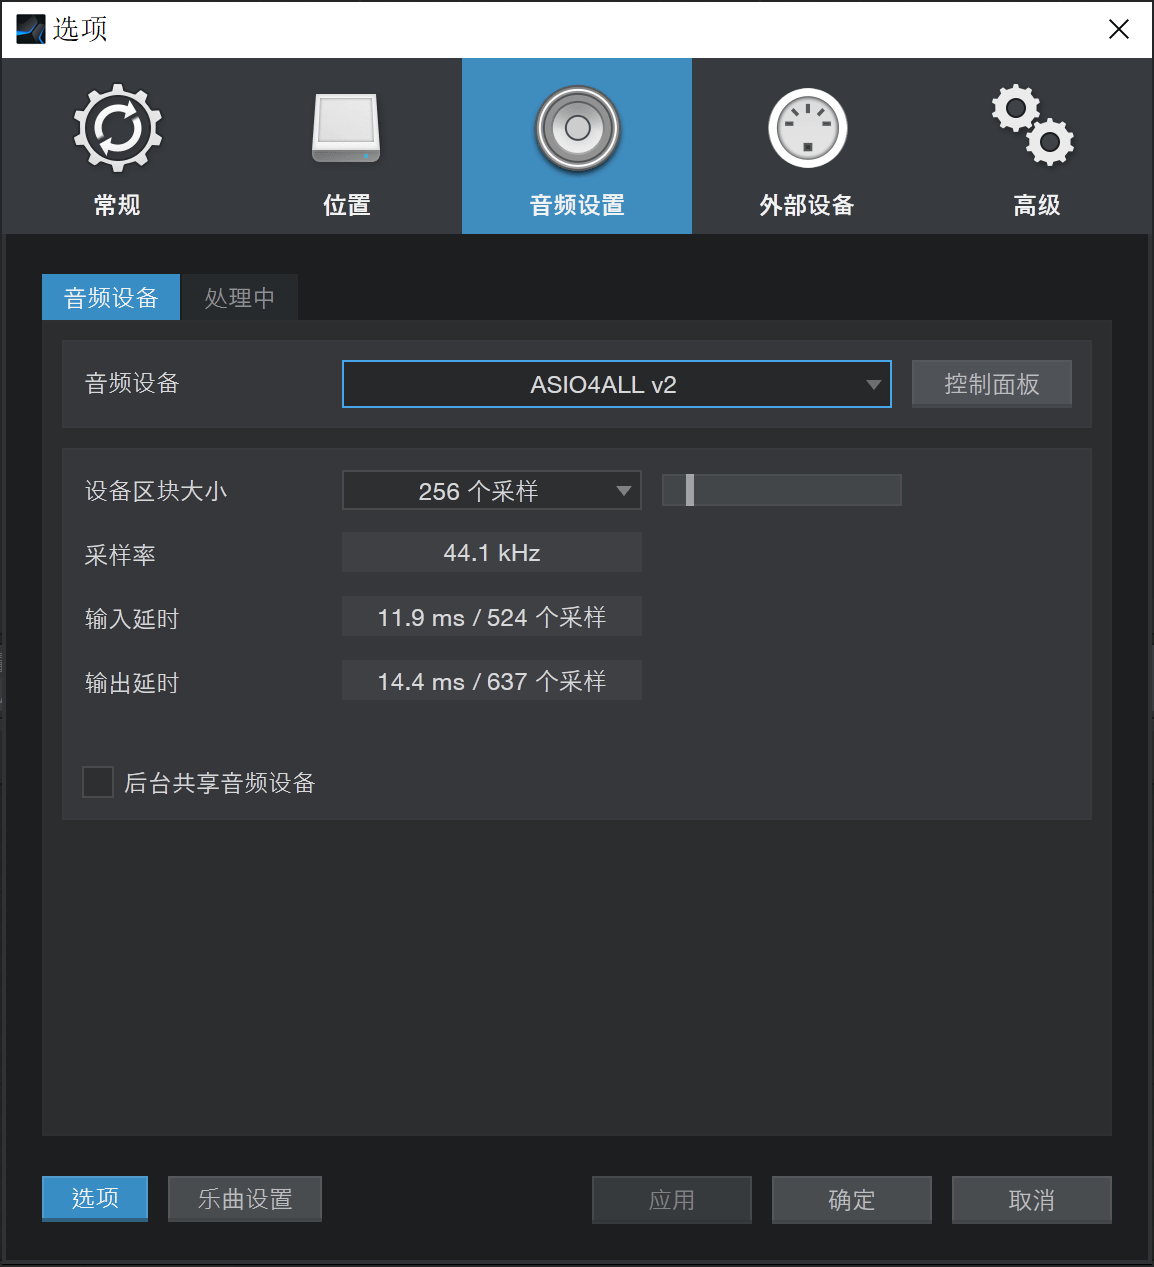 选项
常规
位置
音频设置
外部设备
高级
音频设备
处理中
音频设备
ASIO4ALL v2
控制面板
设备区块大小
256 个采样
采样率
44.1 kHz
输入延时
11.9 ms / 524 个采样
输出延时
14.4 ms / 637 个采样
后台共享音频设备
选项
乐曲设置
应用
确定
取消